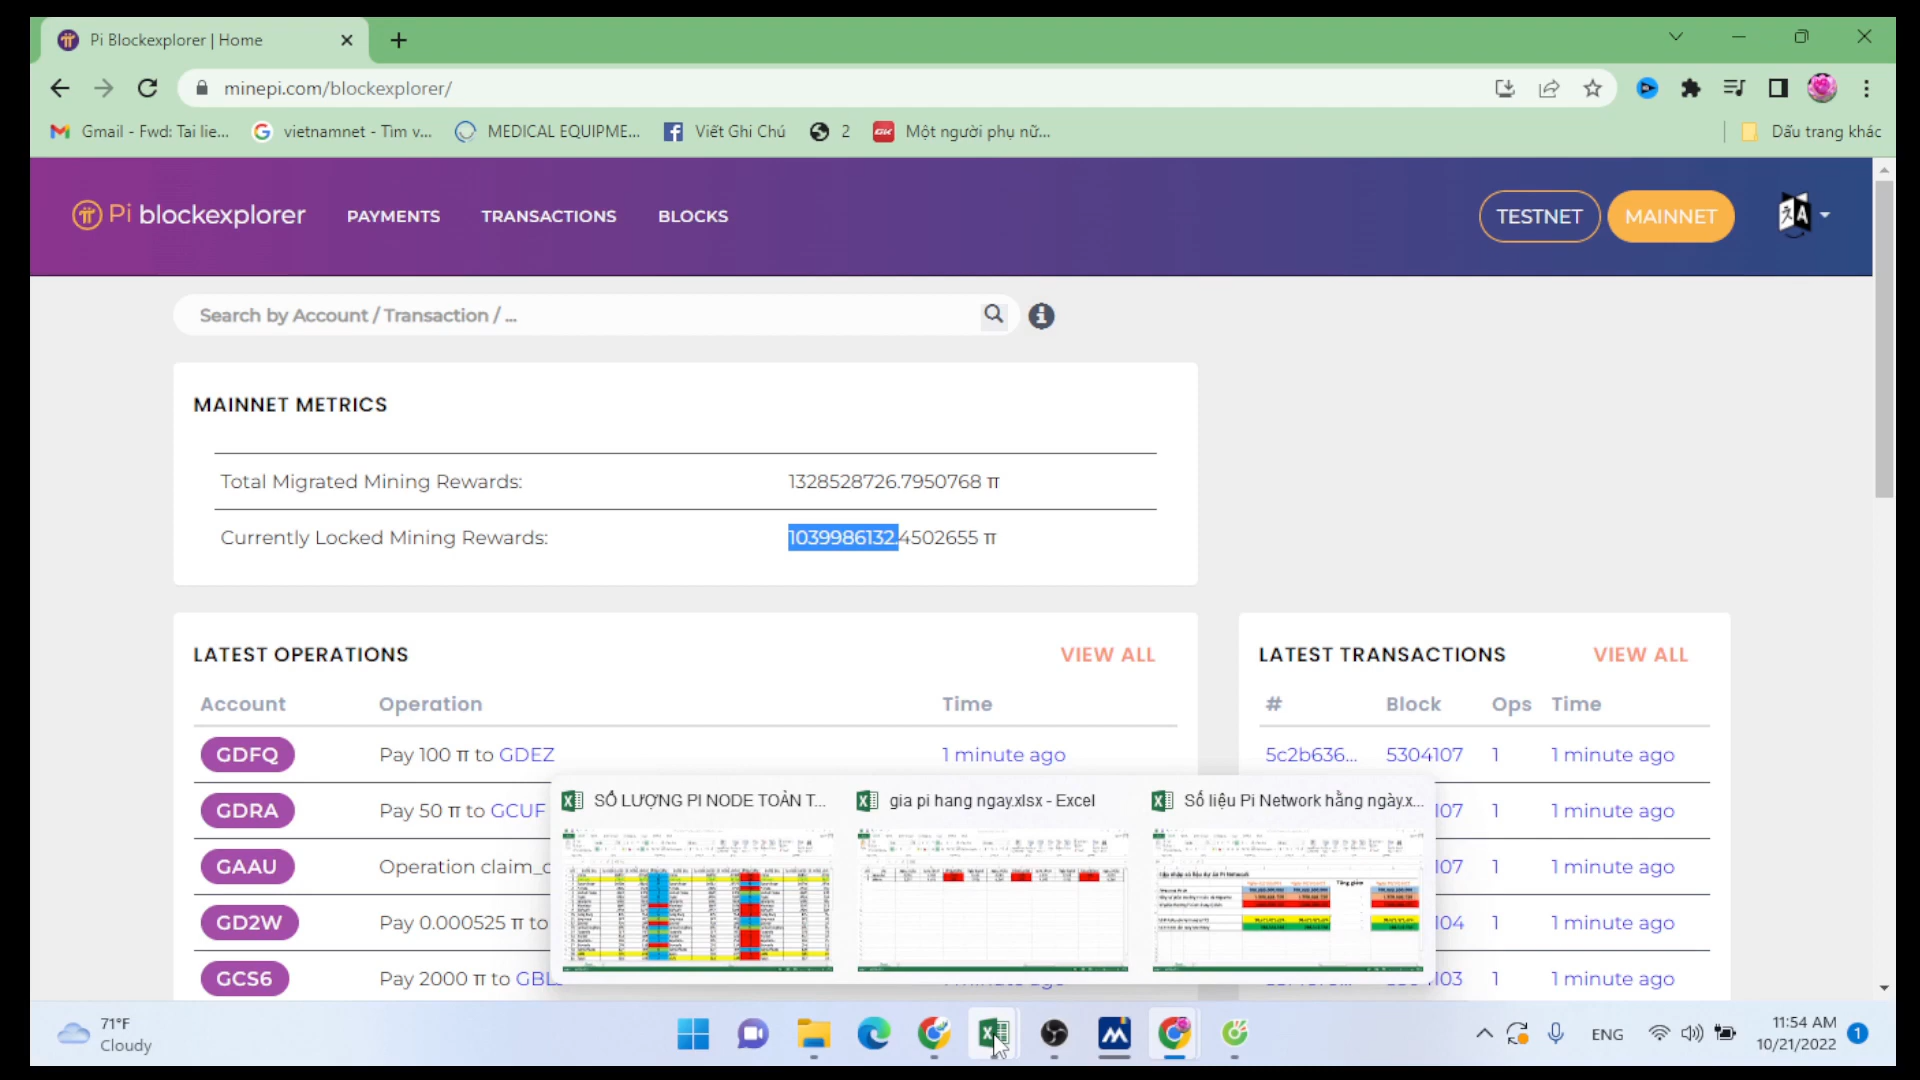 Pi Blockexplorer | Home
minepi.com/blockexplorer/
Gmail - Fwd: Tai lie...
vietnamnet - Tìm v...
MEDICAL EQUIPME...
Viết Ghi Chú
2
Một người phụ nữ...
Dấu trang khác
Pi blockexplorer
PAYMENTS
TRANSACTIONS
BLOCKS
TESTNET
MAINNET
Search by Account / Transaction / ...
MAINNET METRICS
Total Migrated Mining Rewards: 1328528726.7950768 π
Currently Locked Mining Rewards: 1039986132.4502655 π
LATEST OPERATIONS VIEW ALL
Account Operation Time
GDFQ Pay 100 π to GDEZ 1 minute ago
GDRA Pay 50 π to GCUF
GAAU Operation claim_c
GD2W Pay 0.000525 π to
GCS6 Pay 2000 π to GBL
LATEST TRANSACTIONS VIEW ALL
# Block Ops Time
5c2b636... 5304107 1 1 minute ago
107 1 1 minute ago
107 1 1 minute ago
104 1 1 minute ago
103 1 1 minute ago
SỐ LƯỢNG PI NODE TOÀN T...
gia pi hang ngay.xlsx - Excel
Số liệu Pi Network hằng ngày.x...
71°F
Cloudy
ENG
11:54 AM
10/21/2022
1